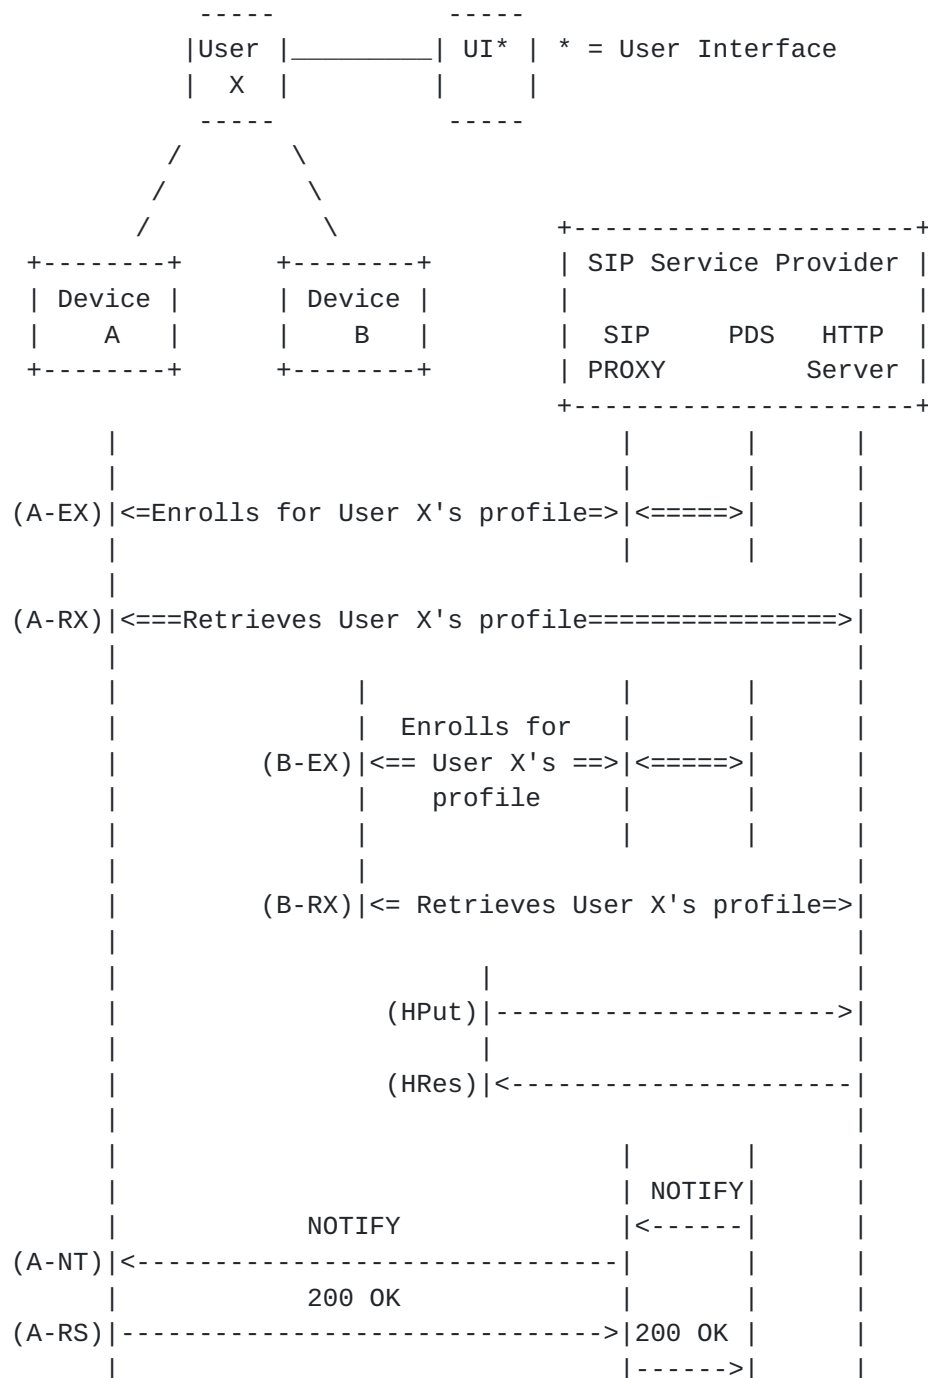 -----           -----
         |User |_________| UI* | * = User Interface
         |  X  |         |     |
          -----           -----
        /       \
       /         \
      /           \              +----------------------+
+--------+      +--------+       | SIP Service Provider |
| Device |      | Device |       |                      |
|    A   |      |    B   |       |  SIP     PDS   HTTP  |
+--------+      +--------+       | PROXY         Server |
                                 +----------------------+
      |                                |       |      |
      |                                |       |      |
(A-EX)|<=Enrolls for User X's profile=>|<=====>|      |
      |                                |       |      |
      |                                               |
(A-RX)|<===Retrieves User X's profile================>|
      |                                               |
      |               |                |       |      |
      |               |  Enrolls for   |       |      |
      |         (B-EX)|<== User X's ==>|<=====>|      |
      |               |    profile     |       |      |
      |               |                |       |      |
      |               |                               |
      |         (B-RX)|<= Retrieves User X's profile=>|
      |                                               |
      |                       |                       |
      |                 (HPut)|---------------------->|
      |                       |                       |
      |                 (HRes)|<----------------------|
      |                                               |
      |                                |       |      |
      |                                | NOTIFY|      |
      |            NOTIFY              |<------|      |
(A-NT)|<-------------------------------|       |      |
      |            200 OK              |       |      |
(A-RS)|------------------------------->|200 OK |      |
      |                                |------>|      |